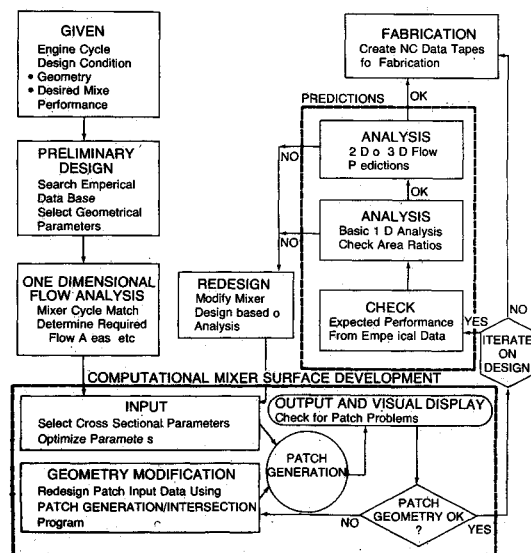 GIVEN
Engine Cycle
Design Condition
• Geometry
• Desired Mixe
Performance
PRELIMINARY
DESIGN
Search Emperical
Data Base
Select Geometrical
Parameters
ONE DIMENSIONAL
FLOW ANALYSIS
Mixer Cycle Match
Determine Required
Flow A eas etc
FABRICATION
Create NC Data Tapes
fo Fabrication
OK
PREDICTIONS
ANALYSIS
2 D o 3 D Flow
P edictions
NO
OK
ANALYSIS
Basic 1 D Analysis
Check Area Ratios
NO
REDESIGN
Modify Mixer
Design based o
Analysis
CHECK
Expected Performance
From Empe ical Data
YES
NO
ITERATE
ON
DESIGN
COMPUTATIONAL MIXER SURFACE DEVELOPMENT
INPUT
Select Cross Sectional Parameters
Optimize Paramete s
OUTPUT AND VISUAL DISPLAY
Check for Patch Problems
PATCH
GENERATION
GEOMETRY MODIFICATION
Redesign Patch Input Data Using
PATCH GENERATION/INTERSECTION
Program
NO
PATCH
GEOMETRY OK
?
YES